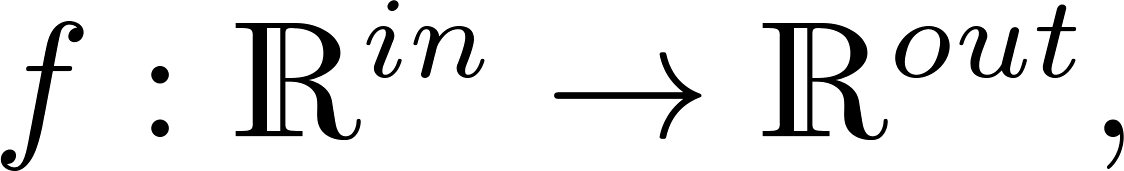 f : ℝ^{in} → ℝ^{out},